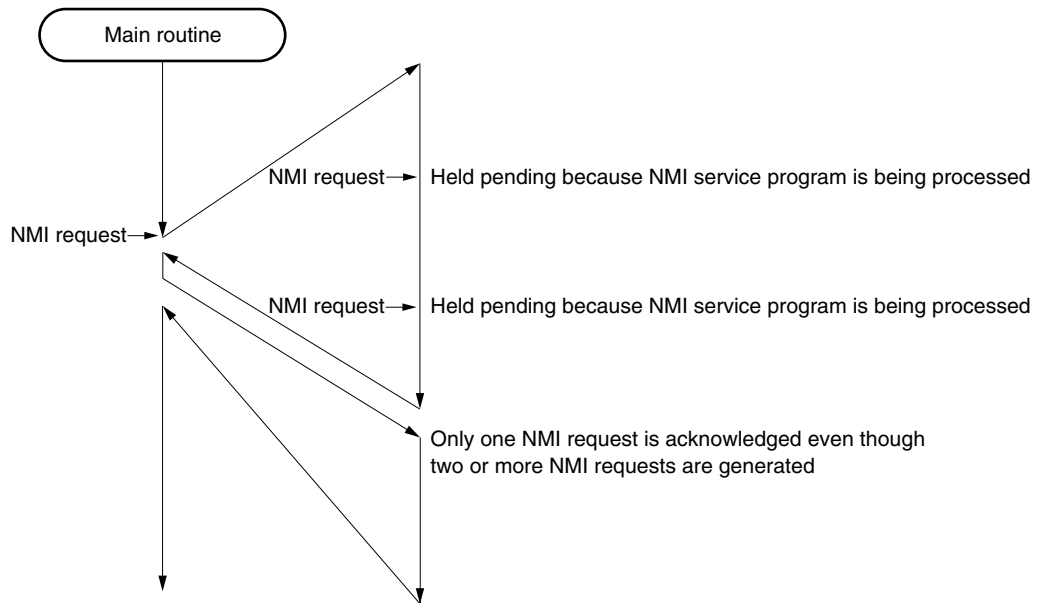 Main routine
NMI request
Held pending because NMI service program is being processed
NMI request
NMI request
Held pending because NMI service program is being processed
Only one NMI request is acknowledged even though
two or more NMI requests are generated